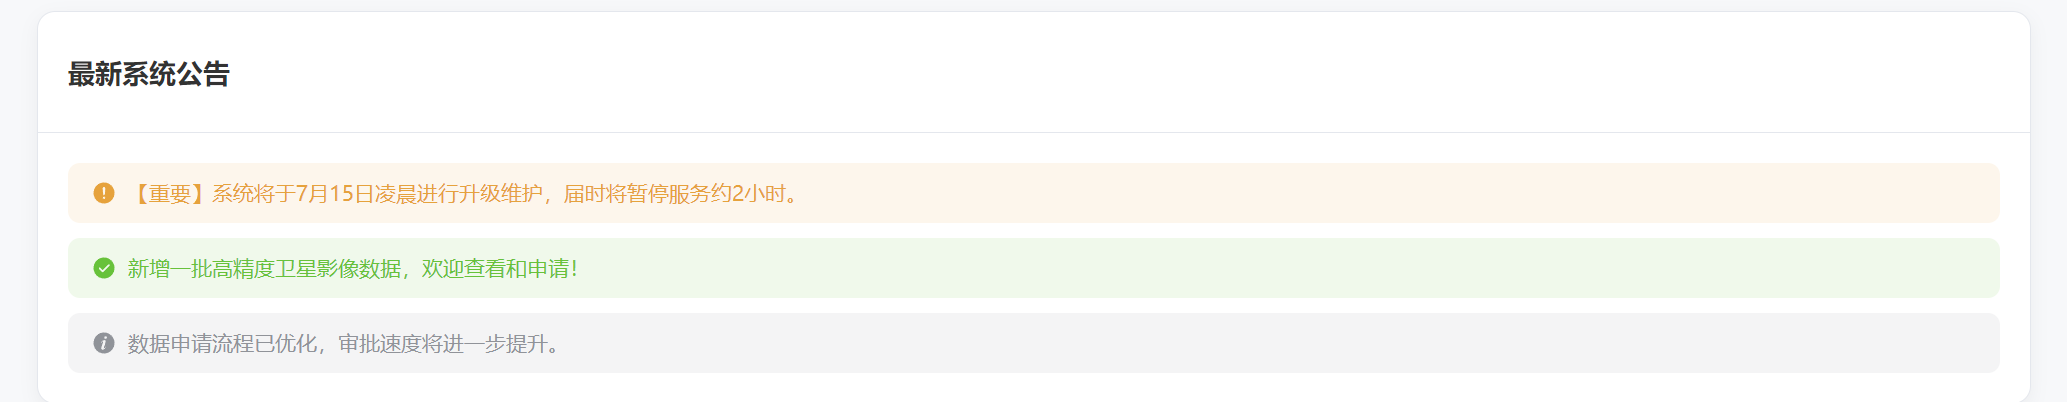 最新系统公告
【重要】系统将于7月15日凌晨进行升级维护，届时将暂停服务约2小时。
新增一批高精度卫星影像数据，欢迎查看和申请！
数据申请流程已优化，审批速度将进一步提升。